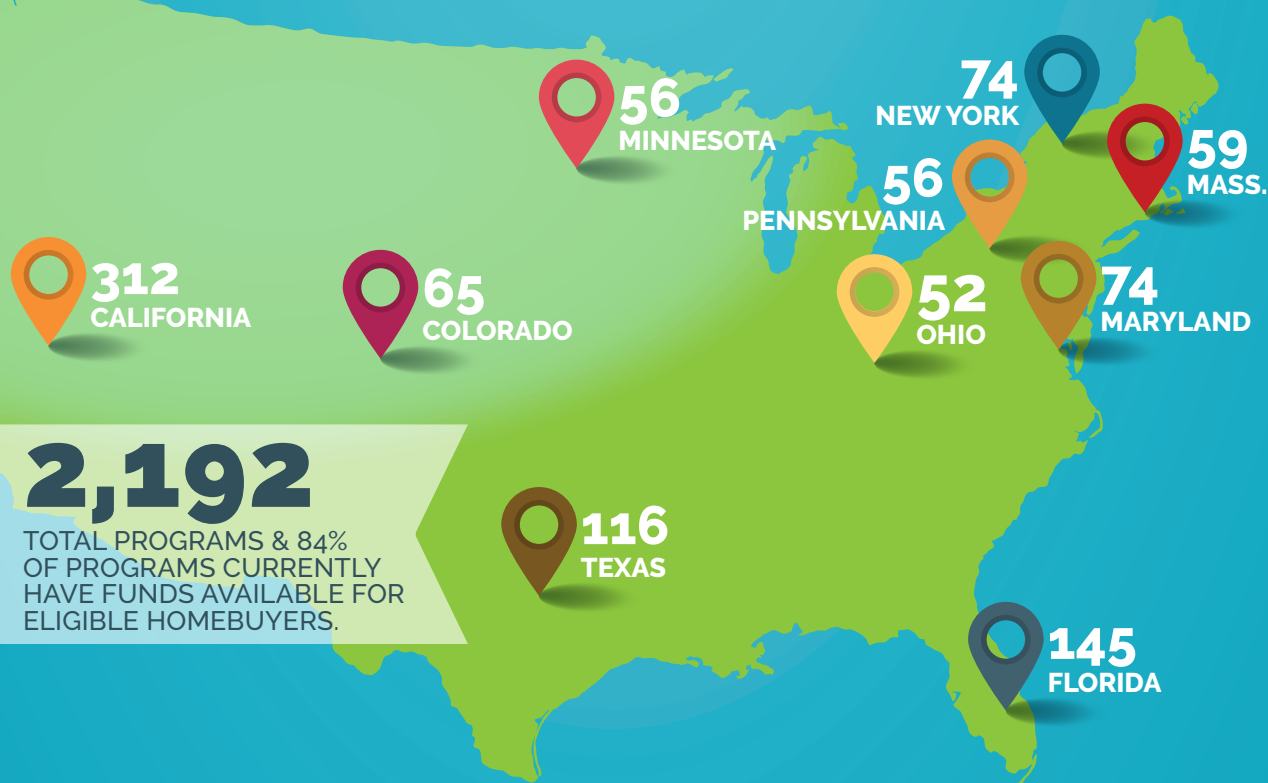 74
NEW YORK
56
MINNESOTA
59
MASS.
56
PENNSYLVANIA
312
CALIFORNIA
65
COLORADO
52
OHIO
74
MARYLAND
2,192
TOTAL PROGRAMS & 84%
OF PROGRAMS CURRENTLY
HAVE FUNDS AVAILABLE FOR
ELIGIBLE HOMEBUYERS.
116
TEXAS
145
FLORIDA